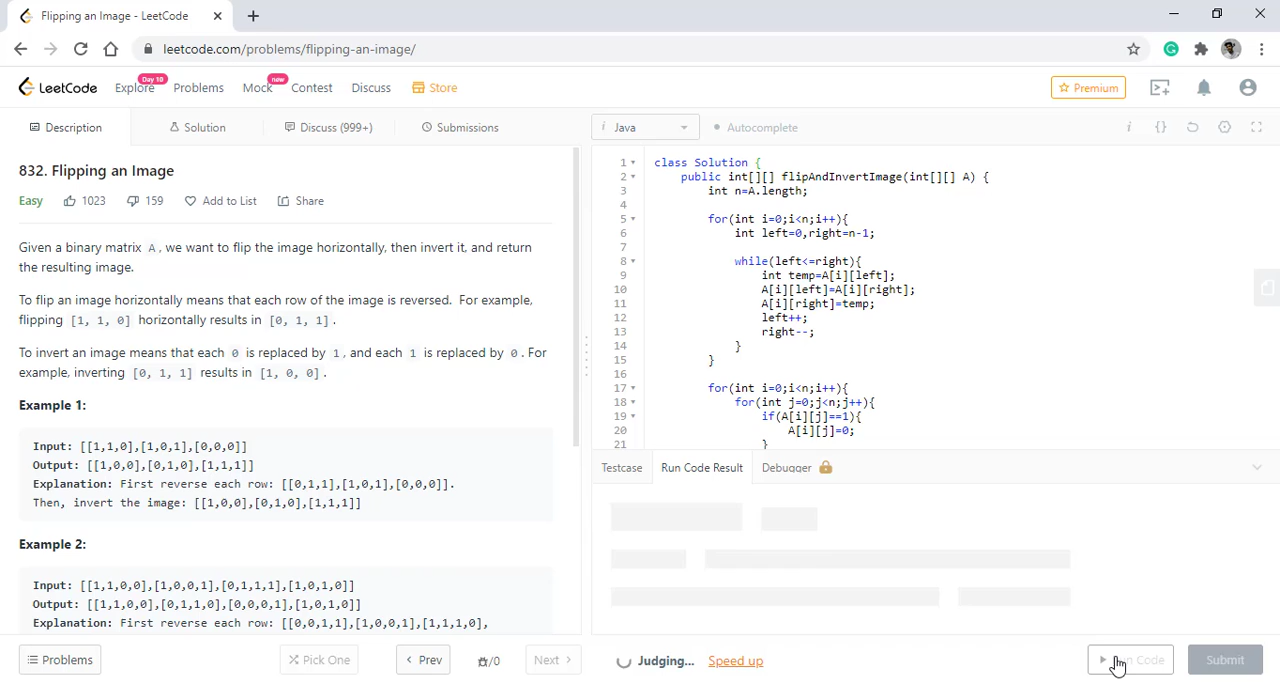 Flipping an Image - LeetCode
leetcode.com/problems/flipping-an-image/
LeetCode
Explore
Day 10
Problems
Mock
new
Contest
Discuss
Store
Premium
Description
Solution
Discuss (999+)
Submissions
i Java
Autocomplete
i {}
832. Flipping an Image
Easy
1023
159
Add to List
Share
Given a binary matrix A, we want to flip the image horizontally, then invert it, and return
the resulting image.
To flip an image horizontally means that each row of the image is reversed. For example,
flipping [1, 1, 0] horizontally results in [0, 1, 1].
To invert an image means that each 0 is replaced by 1, and each 1 is replaced by 0. For
example, inverting [0, 1, 1] results in [1, 0, 0].
Example 1:
Input: [[1,1,0],[1,0,1],[0,0,0]]
Output: [[1,0,0],[0,1,0],[1,1,1]]
Explanation: First reverse each row: [[0,1,1],[1,0,1],[0,0,0]].
Then, invert the image: [[1,0,0],[0,1,0],[1,1,1]]
Example 2:
Input: [[1,1,0,0],[1,0,0,1],[0,1,1,1],[1,0,1,0]]
Output: [[1,1,0,0],[0,1,1,0],[0,0,0,1],[1,0,1,0]]
Explanation: First reverse each row: [[0,0,1,1],[1,0,0,1],[1,1,1,0],
1 class Solution {
2 public int[][] flipAndInvertImage(int[][] A) {
3 int n=A.length;
4
5 for(int i=0;i<n;i++){
6 int left=0,right=n-1;
7
8 while(left<=right){
9 int temp=A[i][left];
10 A[i][left]=A[i][right];
11 A[i][right]=temp;
12 left++;
13 right--;
14 }
15 }
16
17 for(int i=0;i<n;i++){
18 for(int j=0;j<n;j++){
19 if(A[i][j]==1){
20 A[i][j]=0;
21 }
Testcase
Run Code Result
Debugger
Problems
Pick One
Prev
/0
Next
Judging...
Speed up
Code
Submit